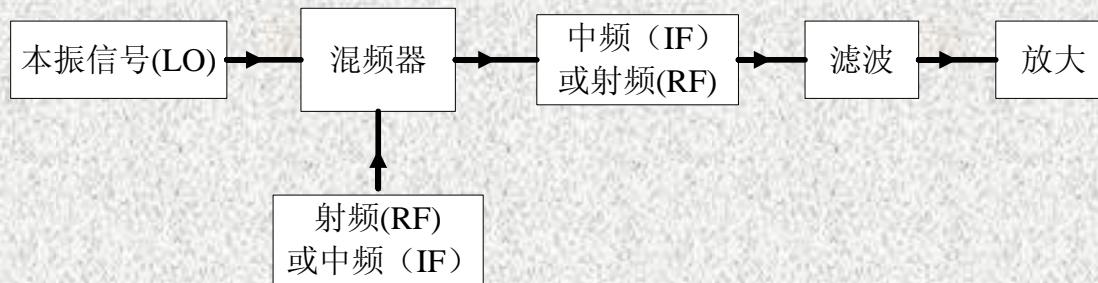 本振信号(LO)
混频器
中频（IF）
或射频(RF)
滤波
放大
射频(RF)
或中频（IF）